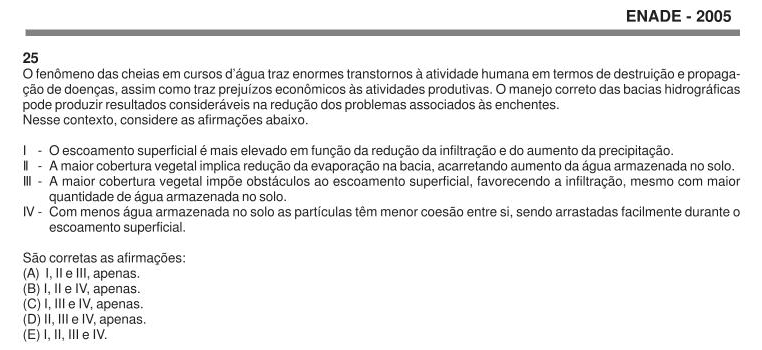 ENADE - 2005
25
O fenômeno das cheias em cursos d'água traz enormes transtornos à atividade humana em termos de destruição e propaga-
ção de doenças, assim como traz prejuízos econômicos às atividades produtivas. O manejo correto das bacias hidrográficas
pode produzir resultados consideráveis na redução dos problemas associados às enchentes.
Nesse contexto, considere as afirmações abaixo.
I - O escoamento superficial é mais elevado em função da redução da infiltração e do aumento da precipitação.
II - A maior cobertura vegetal implica redução da evaporação na bacia, acarretando aumento da água armazenada no solo.
III - A maior cobertura vegetal impõe obstáculos ao escoamento superficial, favorecendo a infiltração, mesmo com maior
quantidade de água armazenada no solo.
IV - Com menos água armazenada no solo as partículas têm menor coesão entre si, sendo arrastadas facilmente durante o
escoamento superficial.
São corretas as afirmações:
(A) I, II e III, apenas.
(B) I, II e IV, apenas.
(C) I, III e IV, apenas.
(D) II, III e IV, apenas.
(E) I, II, III e IV.